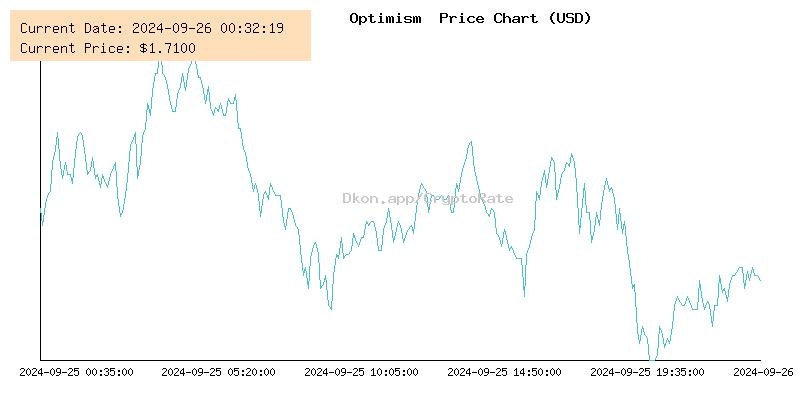 Optimism  Price Chart (USD)
Current Date: 2024-09-26 00:32:19
Current Price: $1.7100
Dkon.app/CryptoRate
2024-09-25 00:35:00 2024-09-25 05:20:00 2024-09-25 10:05:00 2024-09-25 14:50:00 2024-09-25 19:35:00 2024-09-26